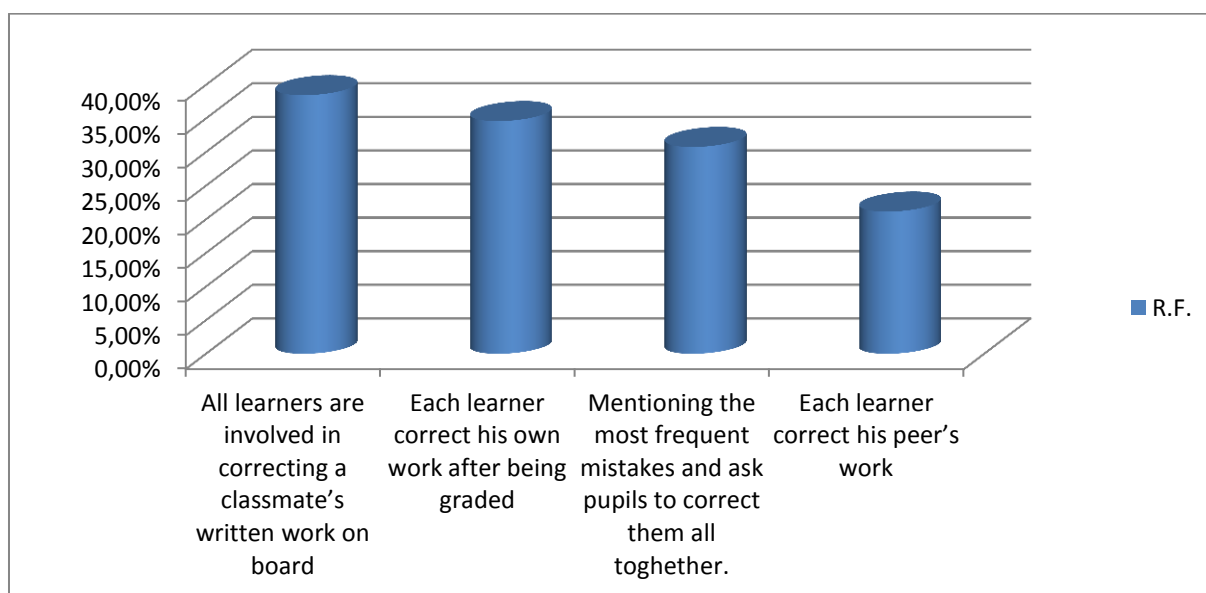 40,00%
35,00%
30,00%
25,00%
20,00%
15,00%
10,00%
5,00%
0,00%
All learners are
involved in
correcting a
classmate’s
written work on
board
Each learner
correct his own
work after being
graded
Mentioning the
most frequent
mistakes and ask
pupils to correct
them all
toghether.
Each learner
correct his peer’s
work
R.F.